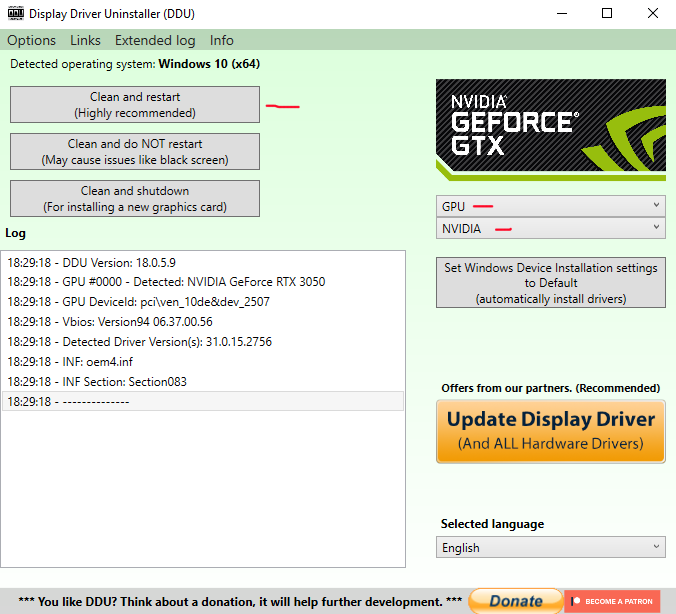 Display Driver Uninstaller (DDU)
Options Links Extended log Info
Detected operating system: Windows 10 (x64)
Clean and restart
(Highly recommended)
Clean and do NOT restart
(May cause issues like black screen)
Clean and shutdown
(For installing a new graphics card)
NVIDIA
GEFORCE®
GTX
GPU
NVIDIA
Set Windows Device Installation settings
to Default
(automatically install drivers)
Log
18:29:18 - DDU Version: 18.0.5.9
18:29:18 - GPU #0000 - Detected: NVIDIA GeForce RTX 3050
18:29:18 - GPU DeviceId: pci\ven_10de&dev_2507
18:29:18 - Vbios: Version94 06.37.00.56
18:29:18 - Detected Driver Version(s): 31.0.15.2756
18:29:18 - INF: oem4.inf
18:29:18 - INF Section: Section083
18:29:18 - --------------
Offers from our partners. (Recommended)
Update Display Driver
(And ALL Hardware Drivers)
Selected language
English
*** You like DDU? Think about a donation, it will help further development. ***
Donate
BECOME A PATRON